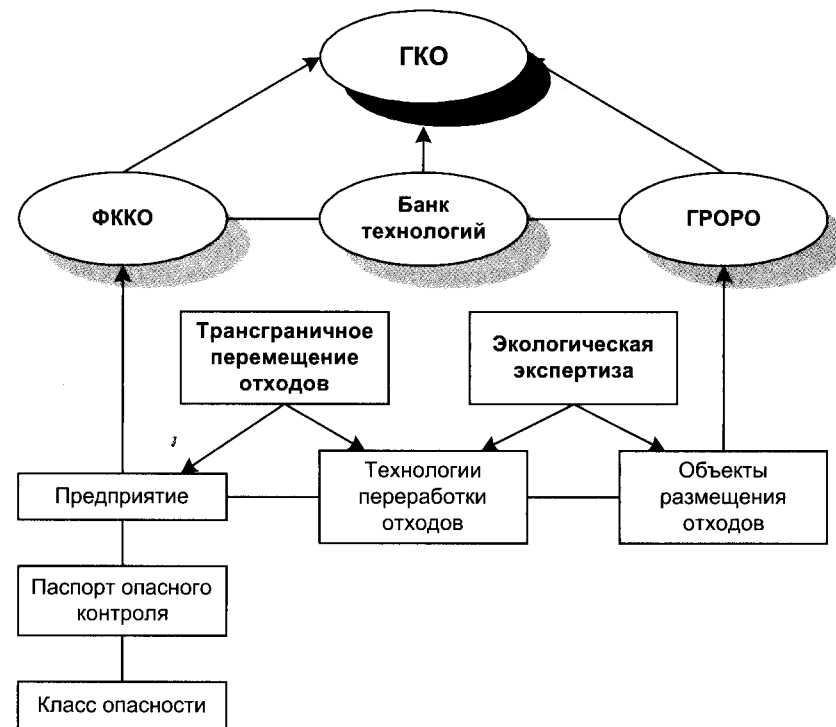 ГКО
ФККО
Банк
технологий
ГРОРО
Трансграничное
перемещение
отходов
Экологическая
экспертиза
Предприятие
Технологии
переработки
отходов
Объекты
размещения
отходов
Паспорт опасного
контроля
Класс опасности